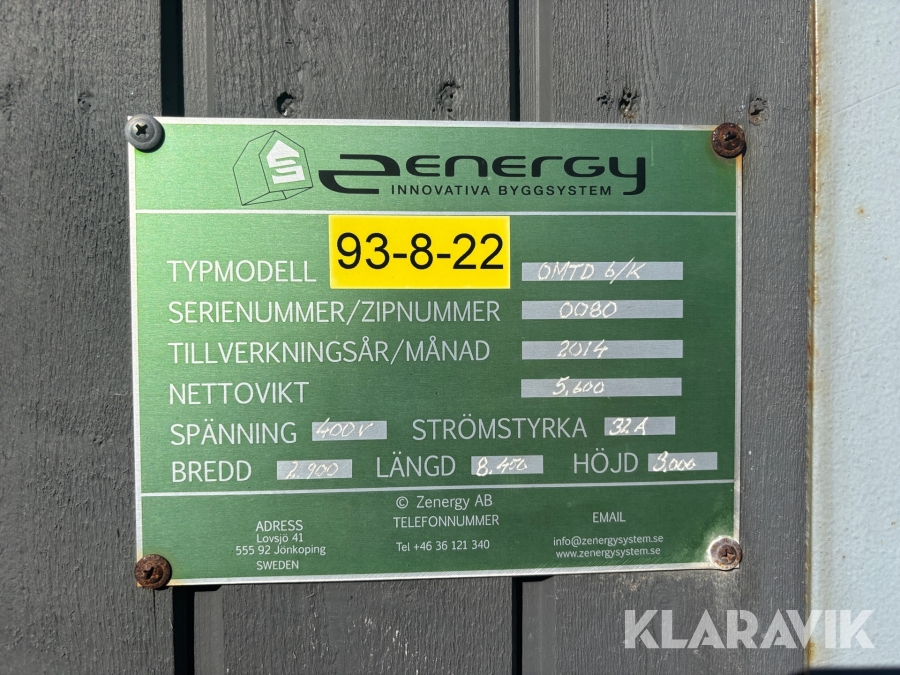 S ZENERGY
INNOVATIVA BYGGSYSTEM
93-8-22
TYPMODELL OMTD 6/K
SERIENUMMER/ZIPNUMMER 0080
TILLVERKNINGSÅR/MÅNAD 2014
NETTOVIKT 5,600
SPÄNNING 400V STRÖMSTYRKA 32A
BREDD 2.900 LÄNGD 8.450 HÖJD 3,000
© Zenergy AB
ADRESS
Lovsjö 41
555 92 Jönkoping
SWEDEN
TELEFONNUMMER
Tel +46 36 121 340
EMAIL
info@zenergysystem.se
www.zenergysystem.se
KLARAVIK